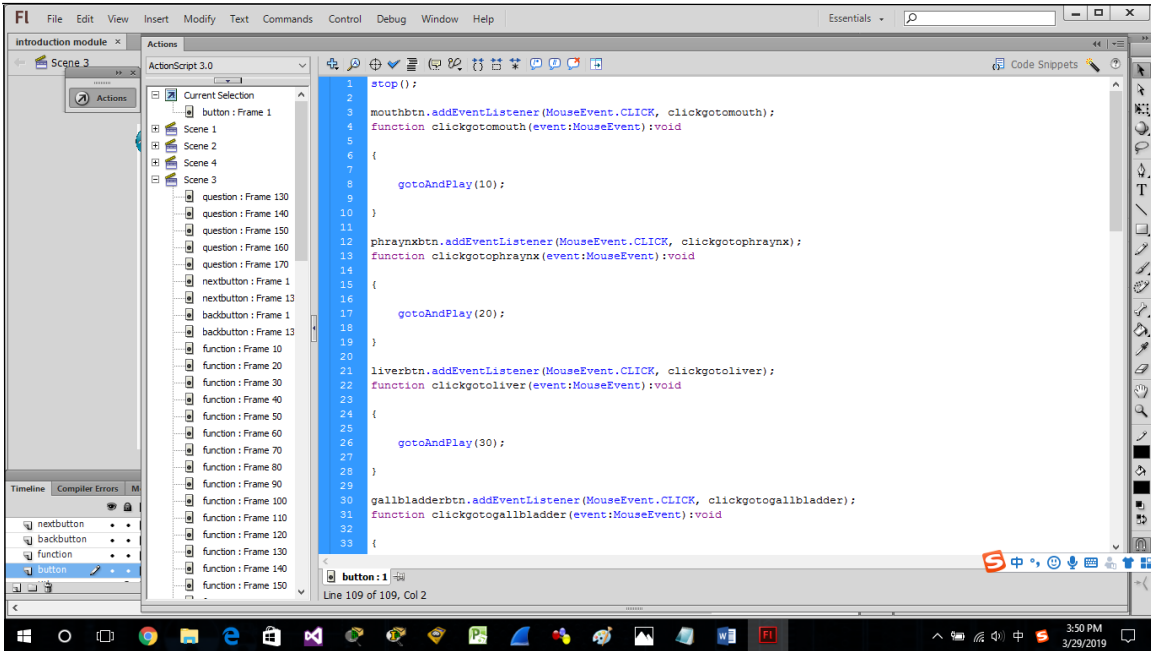 Fl File Edit View Insert Modify Text Commands Control Debug Window Help Essentials
introduction module ×
Scene 3
Actions
Actions
ActionScript 3.0
Code Snippets
Current Selection
button : Frame 1
Scene 1
Scene 2
Scene 4
Scene 3
question : Frame 130
question : Frame 140
question : Frame 150
question : Frame 160
question : Frame 170
nextbutton : Frame 1
nextbutton : Frame 13
backbutton : Frame 1
backbutton : Frame 13
function : Frame 10
function : Frame 20
function : Frame 30
function : Frame 40
function : Frame 50
function : Frame 60
function : Frame 70
function : Frame 80
function : Frame 90
function : Frame 100
function : Frame 110
function : Frame 120
function : Frame 130
function : Frame 140
function : Frame 150
1 stop();
2
3 mouthbtn.addEventListener(MouseEvent.CLICK, clickgotomouth);
4 function clickgotomouth(event:MouseEvent):void
5
6 {
7
8 gotoAndPlay(10);
9
10 }
11
12 phraynxbtn.addEventListener(MouseEvent.CLICK, clickgotophraynx);
13 function clickgotophraynx(event:MouseEvent):void
14
15 {
16
17 gotoAndPlay(20);
18
19 }
20
21 liverbtn.addEventListener(MouseEvent.CLICK, clickgotoliver);
22 function clickgotoliver(event:MouseEvent):void
23
24 {
25
26 gotoAndPlay(30);
27
28 }
29
30 gallbladderbtn.addEventListener(MouseEvent.CLICK, clickgotogallbladder);
31 function clickgotogallbladder(event:MouseEvent):void
32
33 {
button : 1
Line 109 of 109, Col 2
Timeline Compiler Errors M
nextbutton
backbutton
function
button
中
中
3:50 PM
3/29/2019